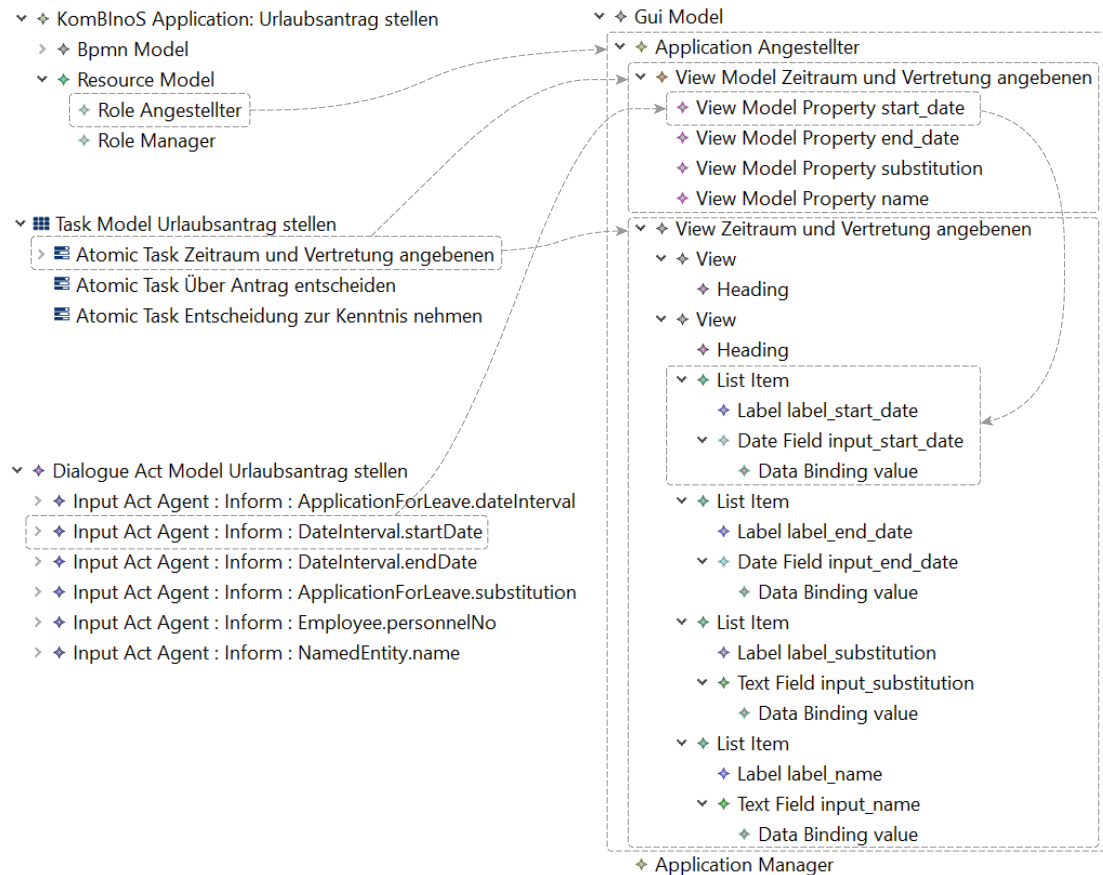 KomBInoS Application: Urlaubsantrag stellen
Bpmn Model
Resource Model
Role Angestellter
Role Manager
Task Model Urlaubsantrag stellen
Atomic Task Zeitraum und Vertretung angebenen
Atomic Task Über Antrag entscheiden
Atomic Task Entscheidung zur Kenntnis nehmen
Dialogue Act Model Urlaubsantrag stellen
Input Act Agent : Inform : ApplicationForLeave.dateInterval
Input Act Agent : Inform : DateInterval.startDate
Input Act Agent : Inform : DateInterval.endDate
Input Act Agent : Inform : ApplicationForLeave.substitution
Input Act Agent : Inform : Employee.personnelNo
Input Act Agent : Inform : NamedEntity.name
Gui Model
Application Angestellter
View Model Zeitraum und Vertretung angebenen
View Model Property start_date
View Model Property end_date
View Model Property substitution
View Model Property name
View Zeitraum und Vertretung angebenen
View
Heading
View
Heading
List Item
Label label_start_date
Date Field input_start_date
Data Binding value
List Item
Label label_end_date
Date Field input_end_date
Data Binding value
List Item
Label label_substitution
Text Field input_substitution
Data Binding value
List Item
Label label_name
Text Field input_name
Data Binding value
Application Manager